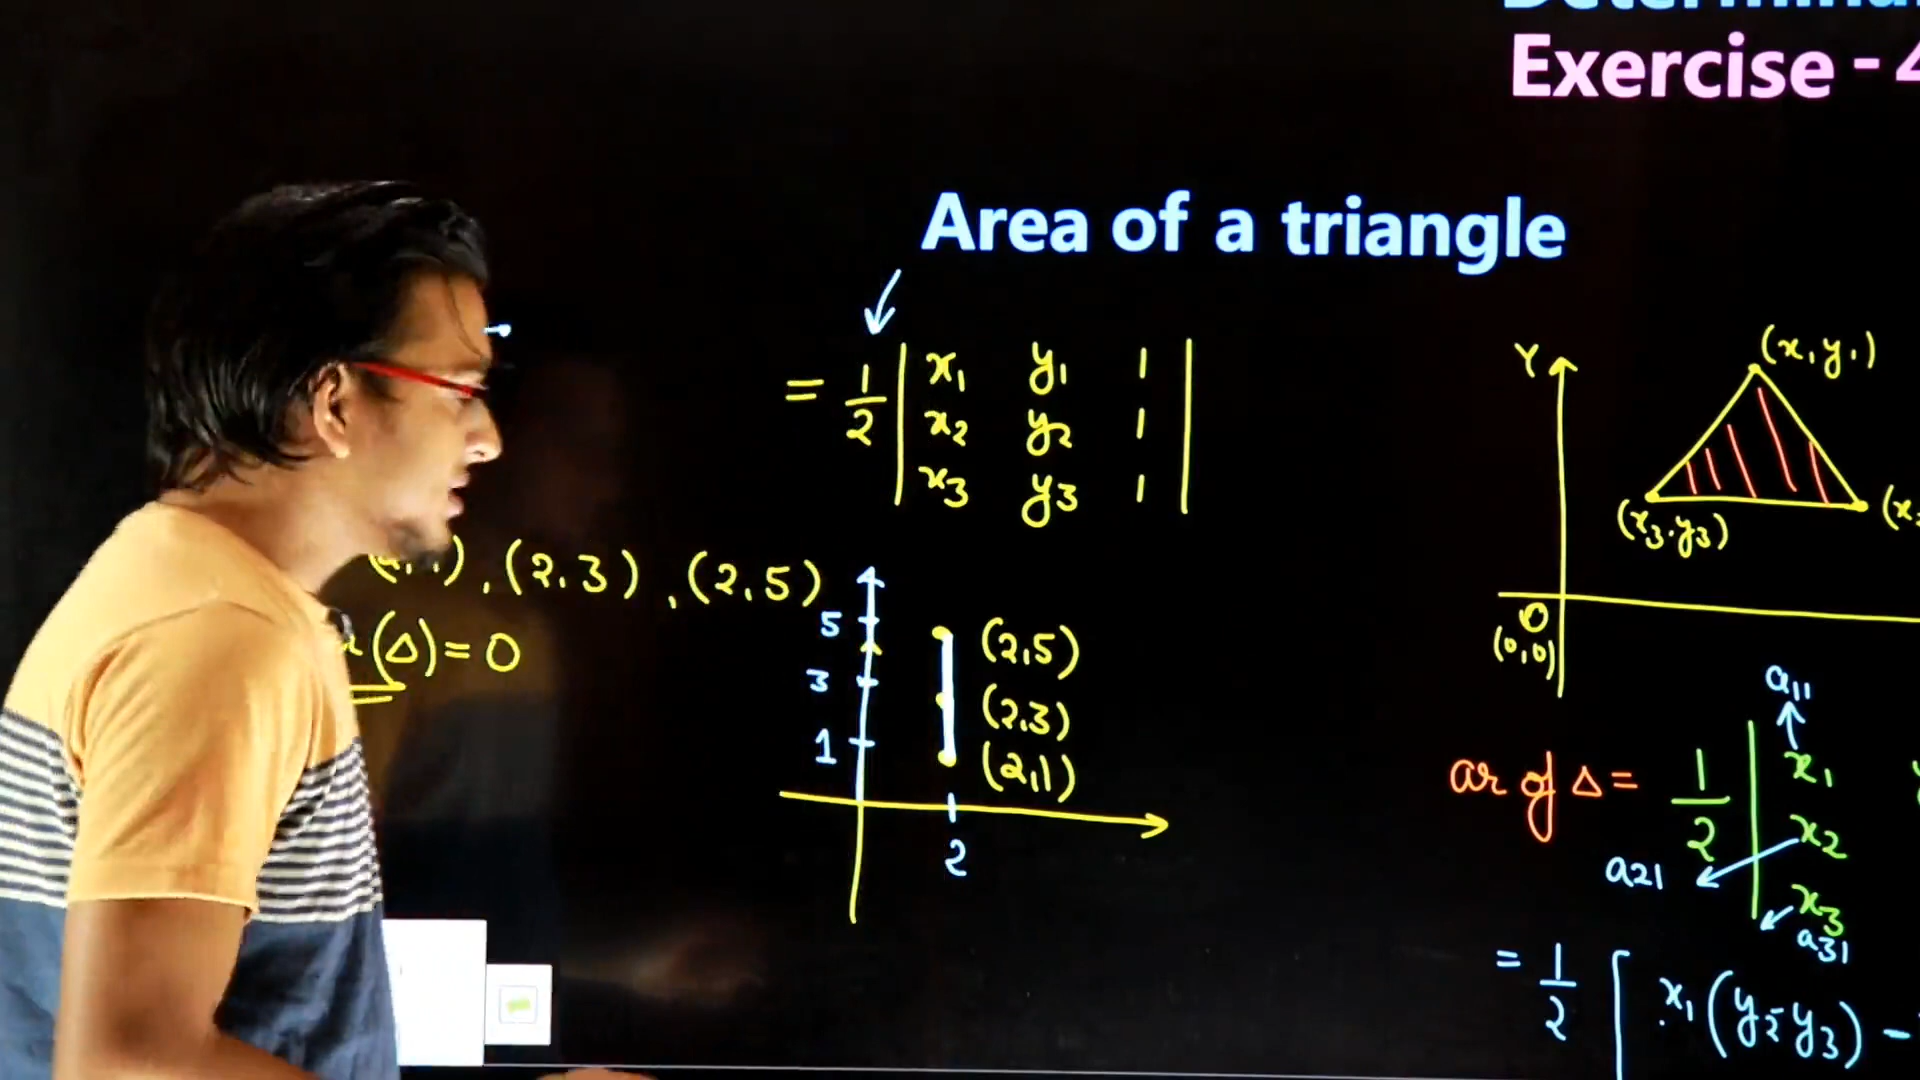 Exercise - 4
Area of a triangle
= 1/2 | x₁ y₁ 1 |
| x₂ y₂ 1 |
| x₃ y₃ 1 |
, (2,3) , (2,5)
(Δ) = 0
5
3
1
(2,5)
(2,3)
(2,1)
2
Y
(x₁y₁)
(x₃.y₃)
O
(0,0)
a₁₁
ar of Δ = 1/2 | x₁
x₂
x₃
a₂₁
a₃₁
= 1/2 [ x₁ (y₂-y₃) -